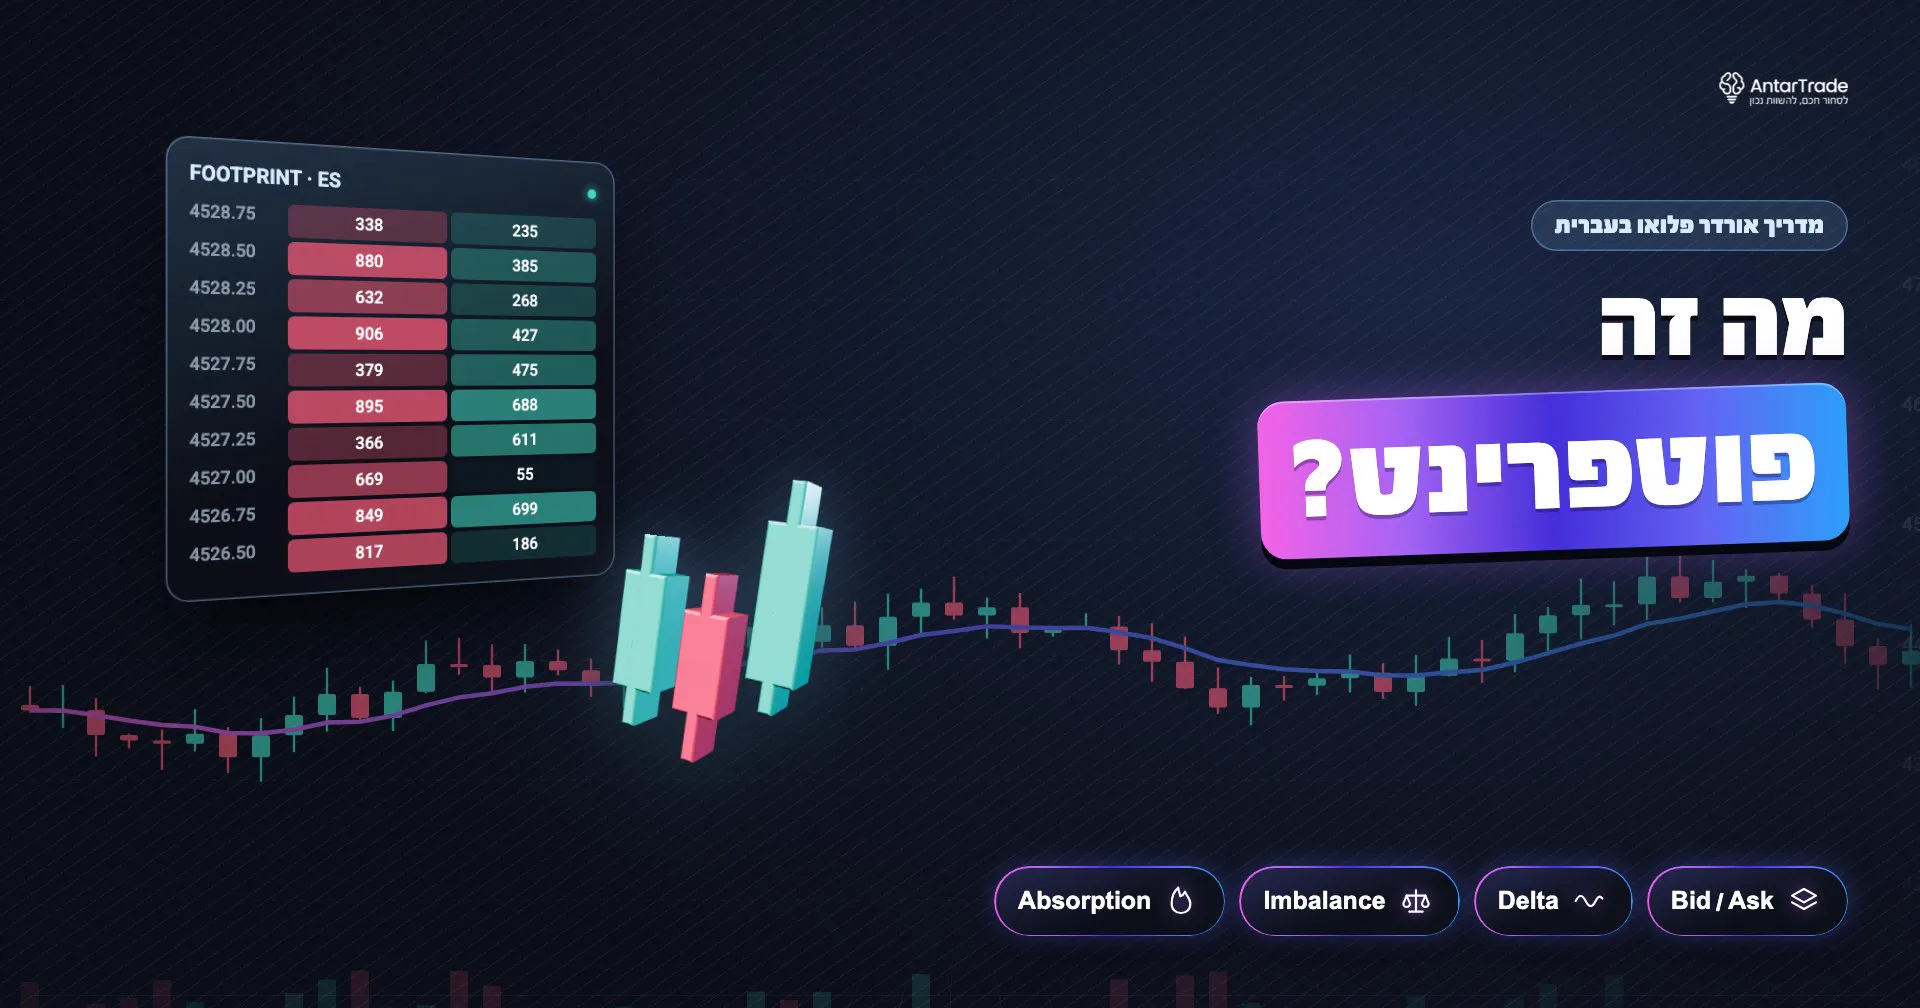 AntarTrade
לסחור חכם, להשוות נכון
מדריך אורדר פלואו בעברית
מה זה
פוטפרינט?
FOOTPRINT · ES
4528.75 338 235
4528.50 880 385
4528.25 632 268
4528.00 906 427
4527.75 379 475
4527.50 895 688
4527.25 366 611
4527.00 669 55
4526.75 849 699
4526.50 817 186
Absorption
Imbalance
Delta
Bid / Ask